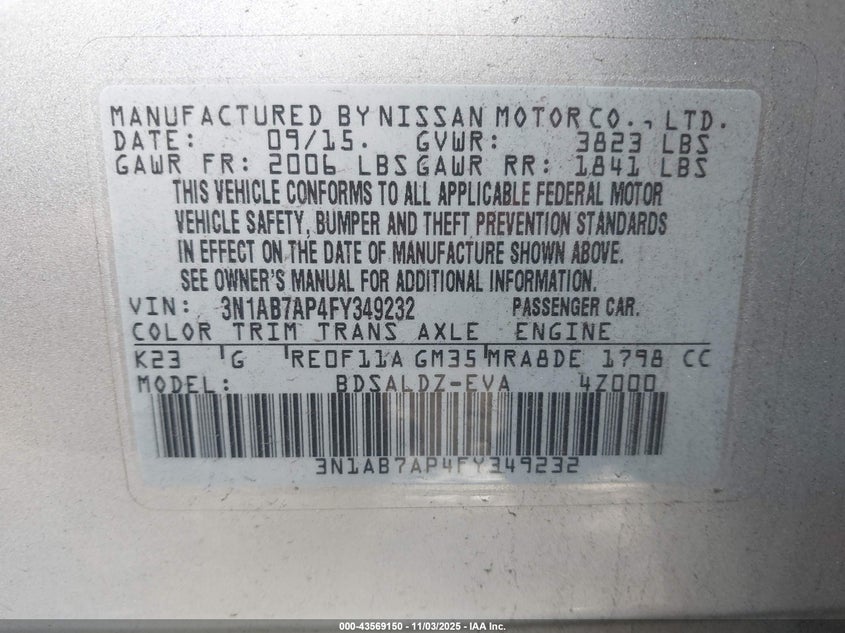 MANUFACTURED BY NISSAN MOTOR CO., LTD.
DATE: 09/15. GVWR: 3823 LBS
GAWR FR: 2006 LBS GAWR RR: 1841 LBS
THIS VEHICLE CONFORMS TO ALL APPLICABLE FEDERAL MOTOR
VEHICLE SAFETY, BUMPER AND THEFT PREVENTION STANDARDS
IN EFFECT ON THE DATE OF MANUFACTURE SHOWN ABOVE.
SEE OWNER'S MANUAL FOR ADDITIONAL INFORMATION.
VIN: 3N1AB7AP4FY349232 PASSENGER CAR.
COLOR TRIM TRANS AXLE ENGINE
K23 G RE0F11A GM35 MRA8DE 1798 CC
MODEL: BDSALDZ-EVA 4Z000
3N1AB7AP4FY349232
000-43569150 - 11/03/2025 - IAA Inc.